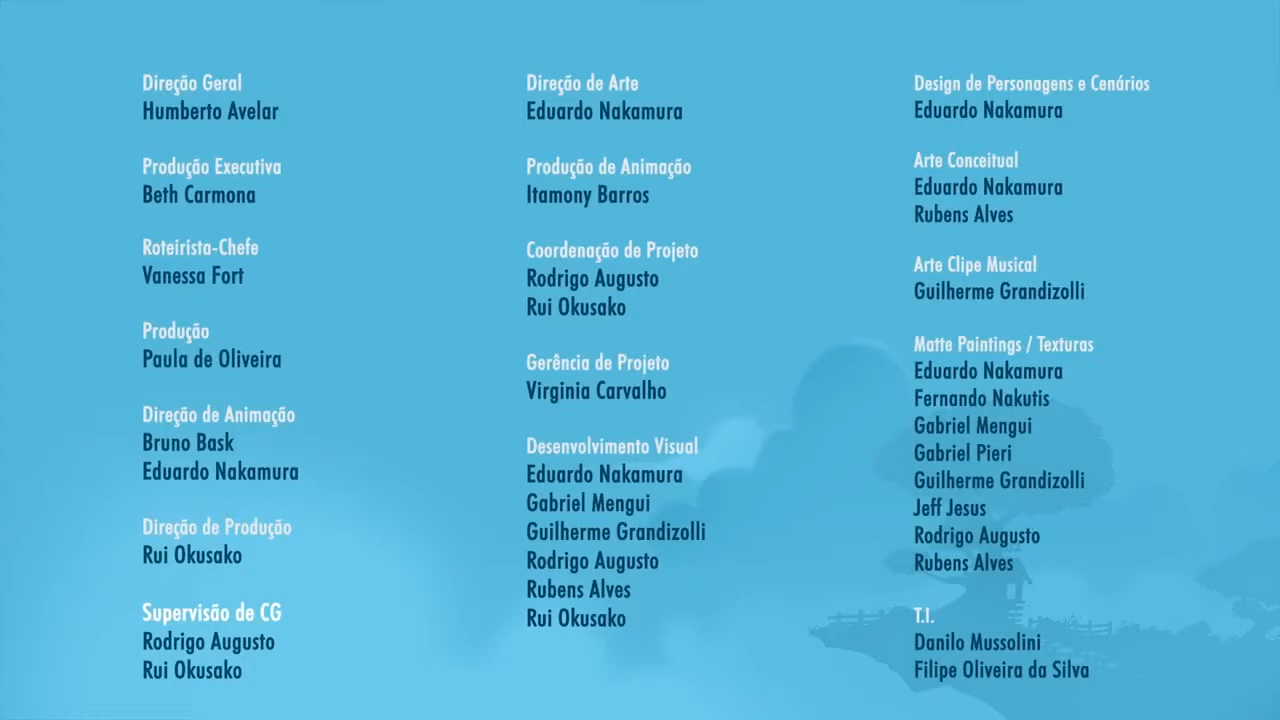 Direção Geral
Humberto Avelar
Produção Executiva
Beth Carmona
Roteirista-Chefe
Vanessa Fort
Produção
Paula de Oliveira
Direção de Animação
Bruno Bask
Eduardo Nakamura
Direção de Produção
Rui Okusako
Supervisão de CG
Rodrigo Augusto
Rui Okusako
Direção de Arte
Eduardo Nakamura
Produção de Animação
Itamony Barros
Coordenação de Projeto
Rodrigo Augusto
Rui Okusako
Gerência de Projeto
Virginia Carvalho
Desenvolvimento Visual
Eduardo Nakamura
Gabriel Mengui
Guilherme Grandizolli
Rodrigo Augusto
Rubens Alves
Rui Okusako
Design de Personagens e Cenários
Eduardo Nakamura
Arte Conceitual
Eduardo Nakamura
Rubens Alves
Arte Clipe Musical
Guilherme Grandizolli
Matte Paintings / Texturas
Eduardo Nakamura
Fernando Nakutis
Gabriel Mengui
Gabriel Pieri
Guilherme Grandizolli
Jeff Jesus
Rodrigo Augusto
Rubens Alves
T.I.
Danilo Mussolini
Filipe Oliveira da Silva